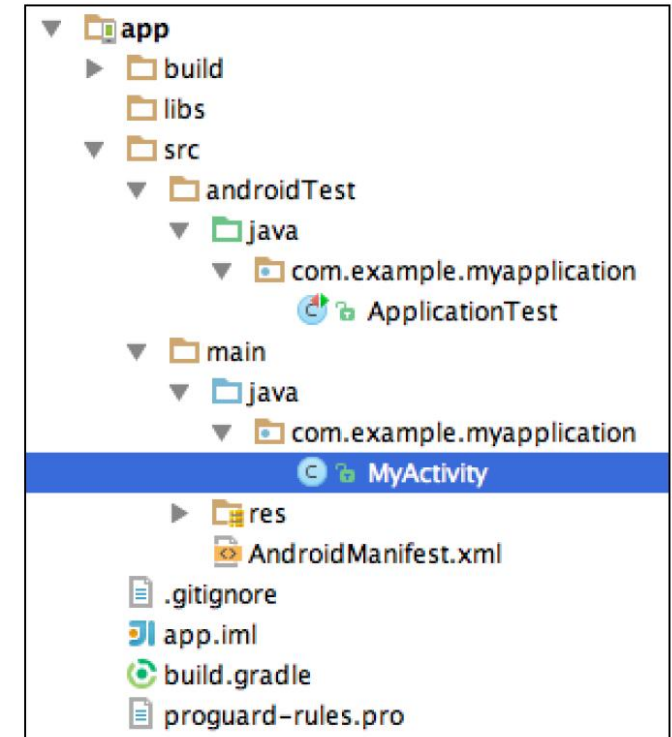 app
build
libs
src
androidTest
java
com.example.myapplication
ApplicationTest
main
java
com.example.myapplication
MyActivity
res
AndroidManifest.xml
.gitignore
app.iml
build.gradle
proguard-rules.pro